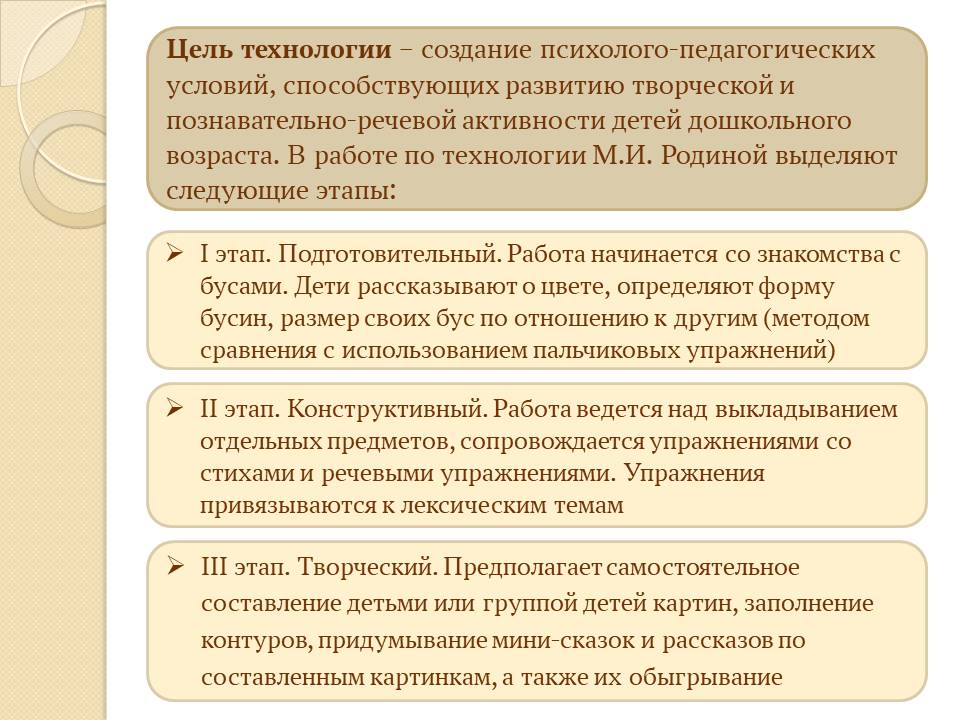 Цель технологии – создание психолого-педагогических
условий, способствующих развитию творческой и
познавательно-речевой активности детей дошкольного
возраста. В работе по технологии М.И. Родиной выделяют
следующие этапы:
➢ I этап. Подготовительный. Работа начинается со знакомства с
бусами. Дети рассказывают о цвете, определяют форму
бусин, размер своих бус по отношению к другим (методом
сравнения с использованием пальчиковых упражнений)
➢ II этап. Конструктивный. Работа ведется над выкладыванием
отдельных предметов, сопровождается упражнениями со
стихами и речевыми упражнениями. Упражнения
привязываются к лексическим темам
➢ III этап. Творческий. Предполагает самостоятельное
составление детьми или группой детей картин, заполнение
контуров, придумывание мини-сказок и рассказов по
составленным картинкам, а также их обыгрывание